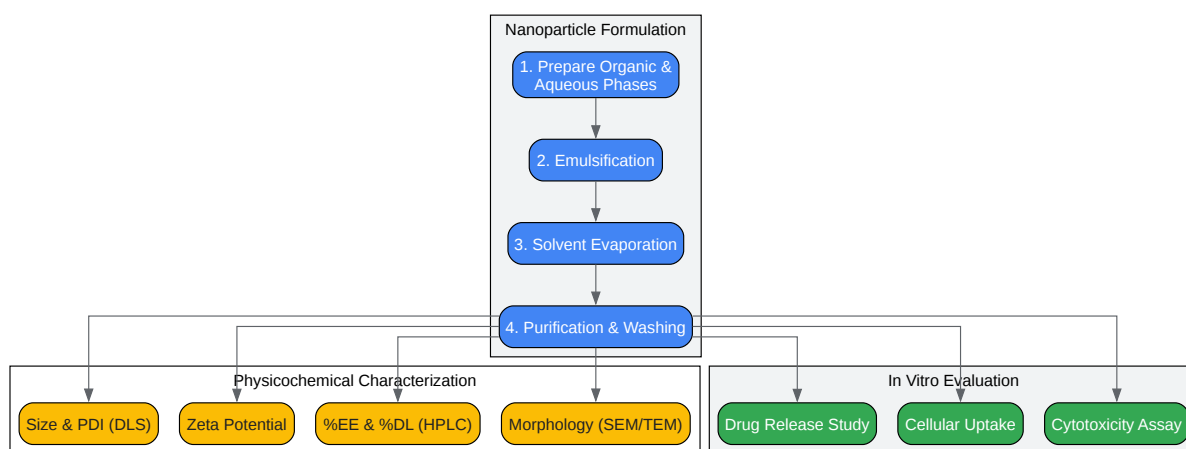 Nanoparticle Formulation
1. Prepare Organic &
Aqueous Phases
2. Emulsification
3. Solvent Evaporation
4. Purification & Washing
Physicochemical Characterization
Size & PDI (DLS)
Zeta Potential
%EE & %DL (HPLC)
Morphology (SEM/TEM)
In Vitro Evaluation
Drug Release Study
Cellular Uptake
Cytotoxicity Assay